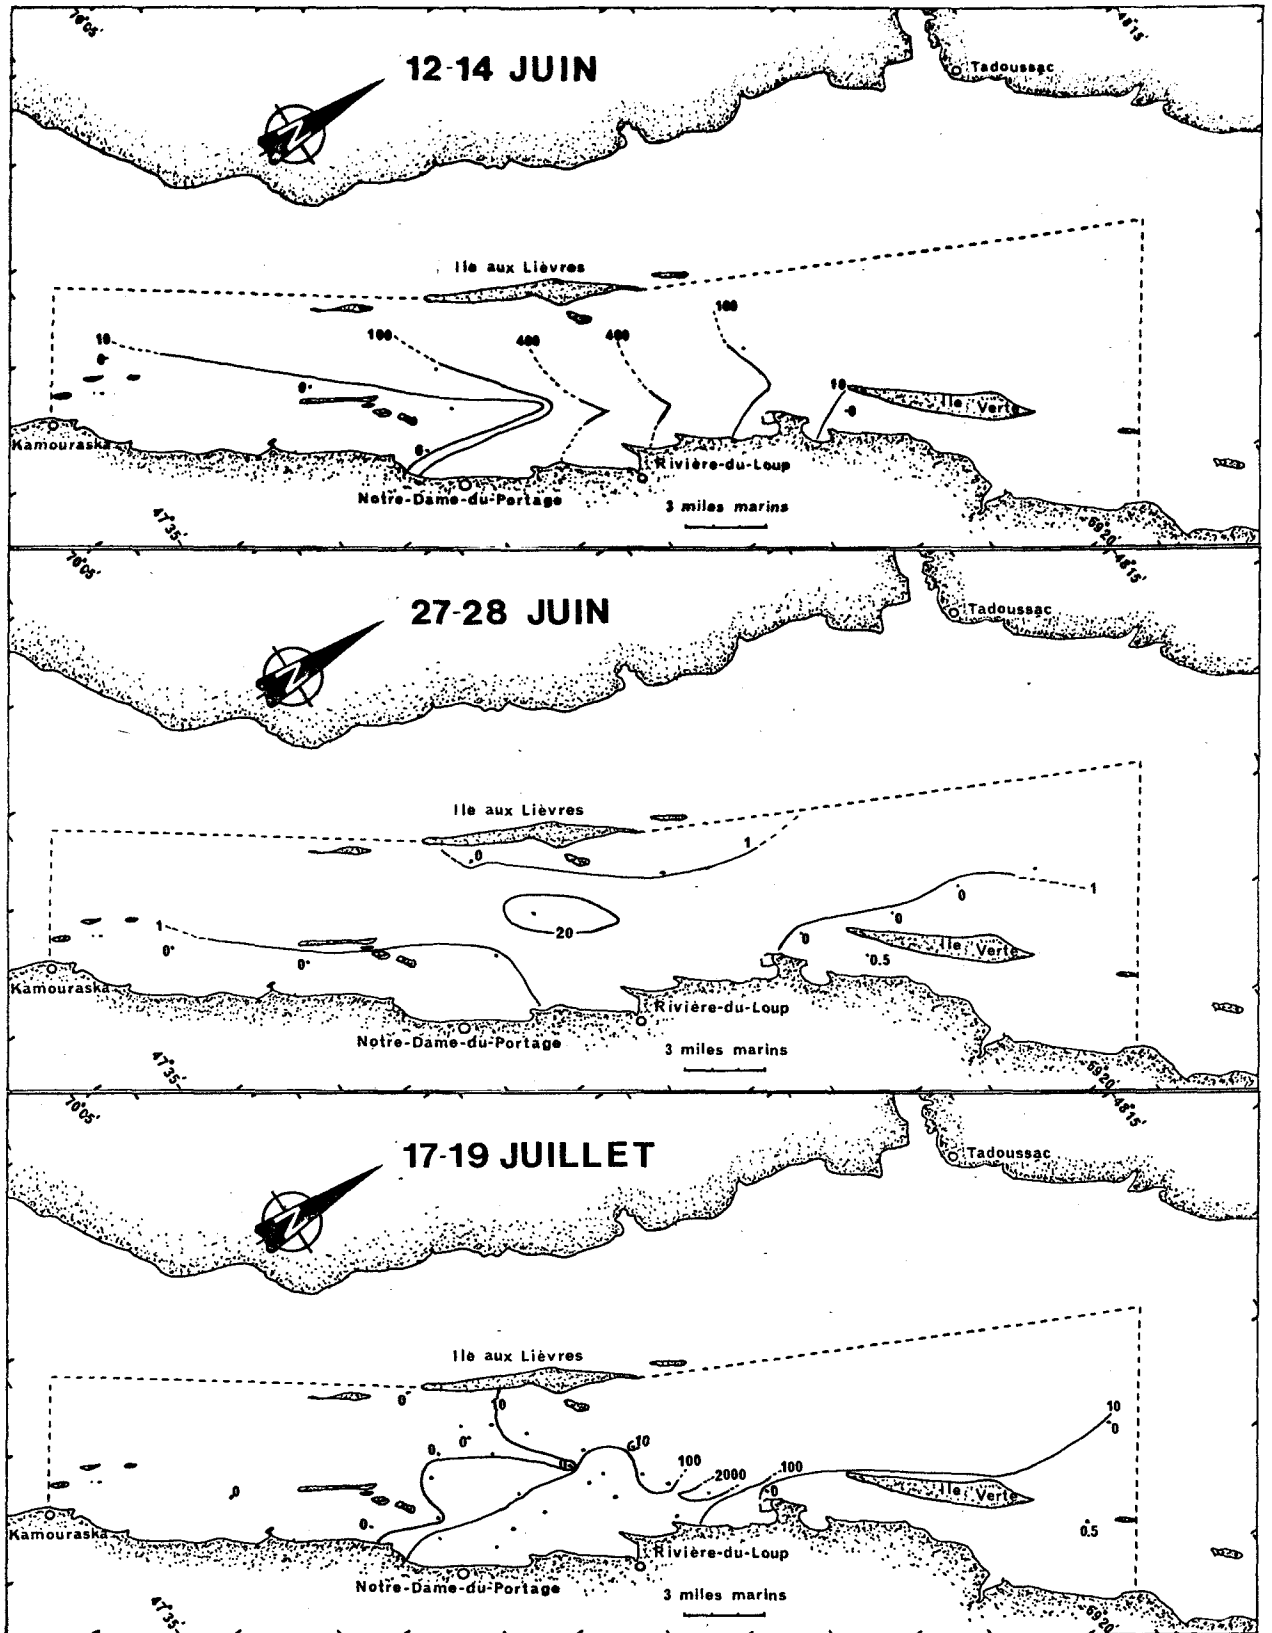 70°05'
48°15'
12-14 JUIN
Tadoussac
N
Ile aux Lièvres
100
10
100
400
400
0
0
10
0
Ile Verte
0
Kamouraska
Rivière-du-Loup
Notre-Dame-du-Portage
3 miles marins
47°35'
69°20'
70°05'
48°15'
27-28 JUIN
Tadoussac
N
Ile aux Lièvres
1
0
1
0
20
1
0
0
0
0
0.5
Ile Verte
Kamouraska
Rivière-du-Loup
Notre-Dame-du-Portage
3 miles marins
47°35'
69°20'
70°05'
48°15'
17-19 JUILLET
Tadoussac
N
Ile aux Lièvres
0
10
10
0
0
0
0
10
100
100
2000
0
0
0
0.5
Ile Verte
Kamouraska
Rivière-du-Loup
Notre-Dame-du-Portage
3 miles marins
47°35'
69°20'